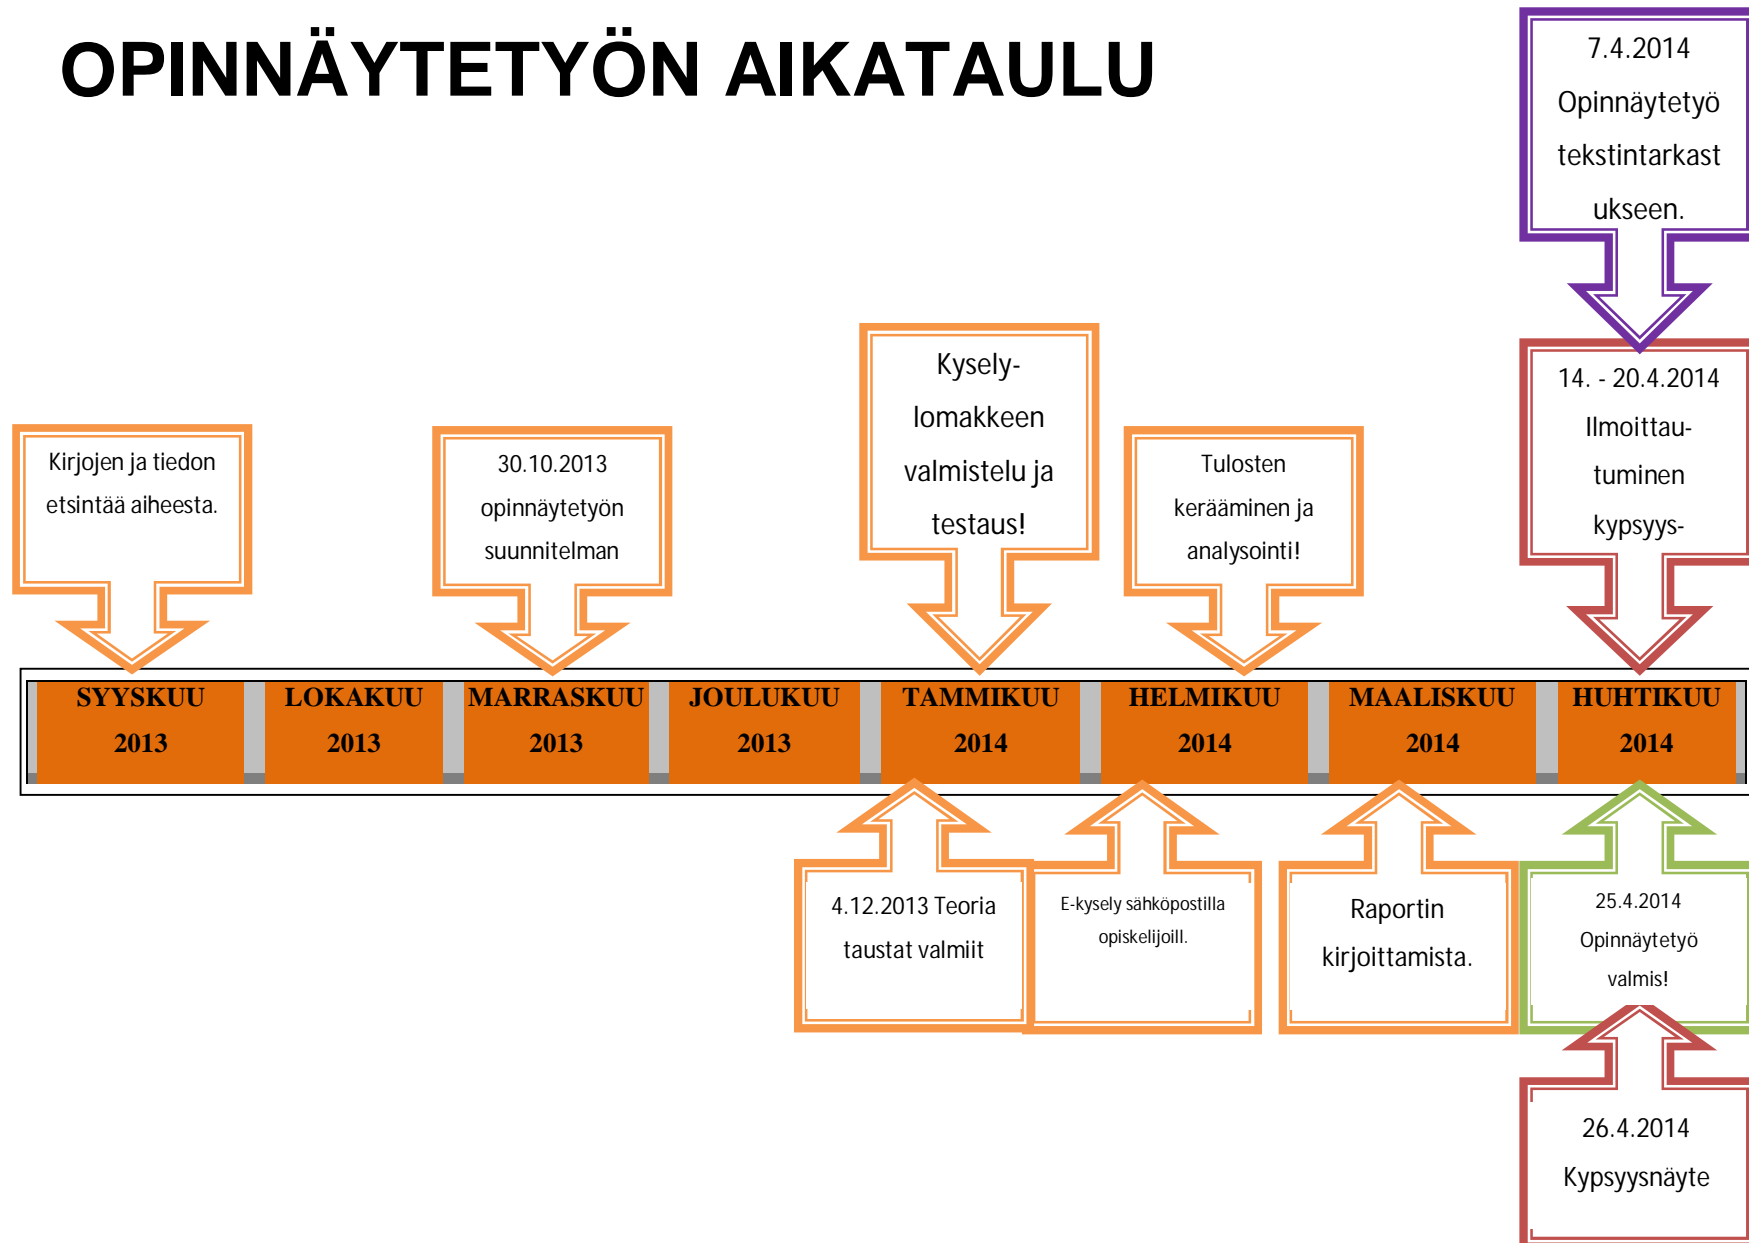 OPINNÄYTETYÖN AIKATAULU
7.4.2014
Opinnäytetyö
tekstintarkast
ukseen.
14. - 20.4.2014
Ilmoittau-
tuminen
kypsyys-
Kirjojen ja tiedon
etsintää aiheesta.
30.10.2013
opinnäytetyön
suunnitelman
Kysely-
lomakkeen
valmistelu ja
testaus!
Tulosten
kerääminen ja
analysointi!
SYYSKUU
2013
LOKAKUU
2013
MARRASKUU
2013
JOULUKUU
2013
TAMMIKUU
2014
HELMIKUU
2014
MAALISKUU
2014
HUHTIKUU
2014
4.12.2013 Teoria
taustat valmiit
E-kysely sähköpostilla
opiskelijoill.
Raportin
kirjoittamista.
25.4.2014
Opinnäytetyö
valmis!
26.4.2014
Kypsyysnäyte